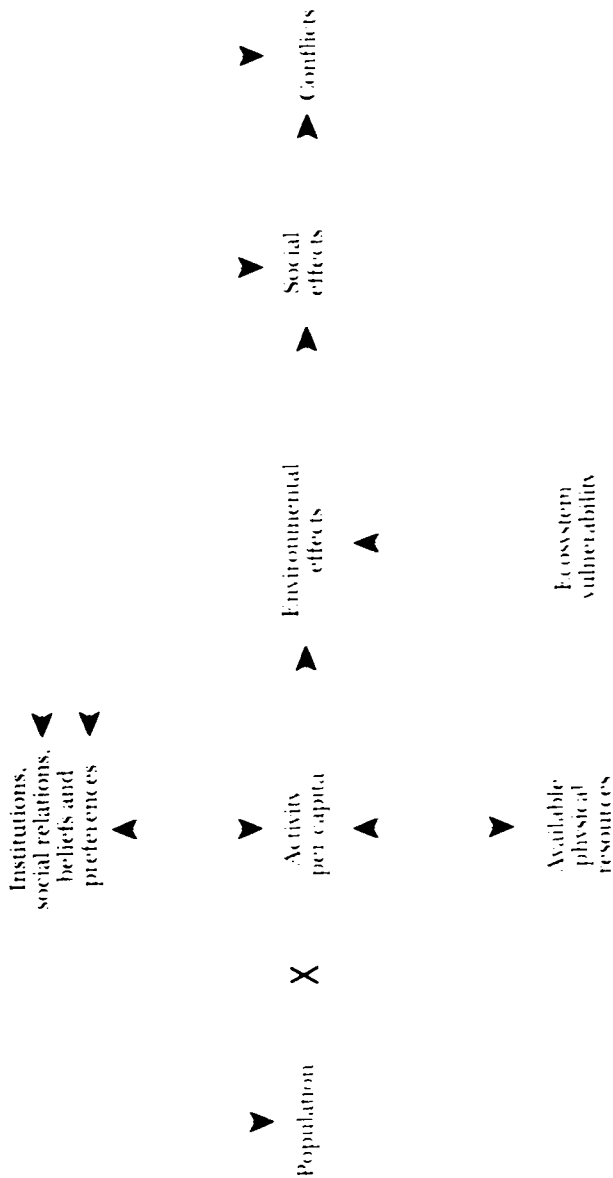 Institutions,
social relations,
beliefs and
preferences
Population
X
Activity
per capita
Environmental
effects
Social
effects
Conflicts
Available
physical
resources
Ecosystem
vulnerability